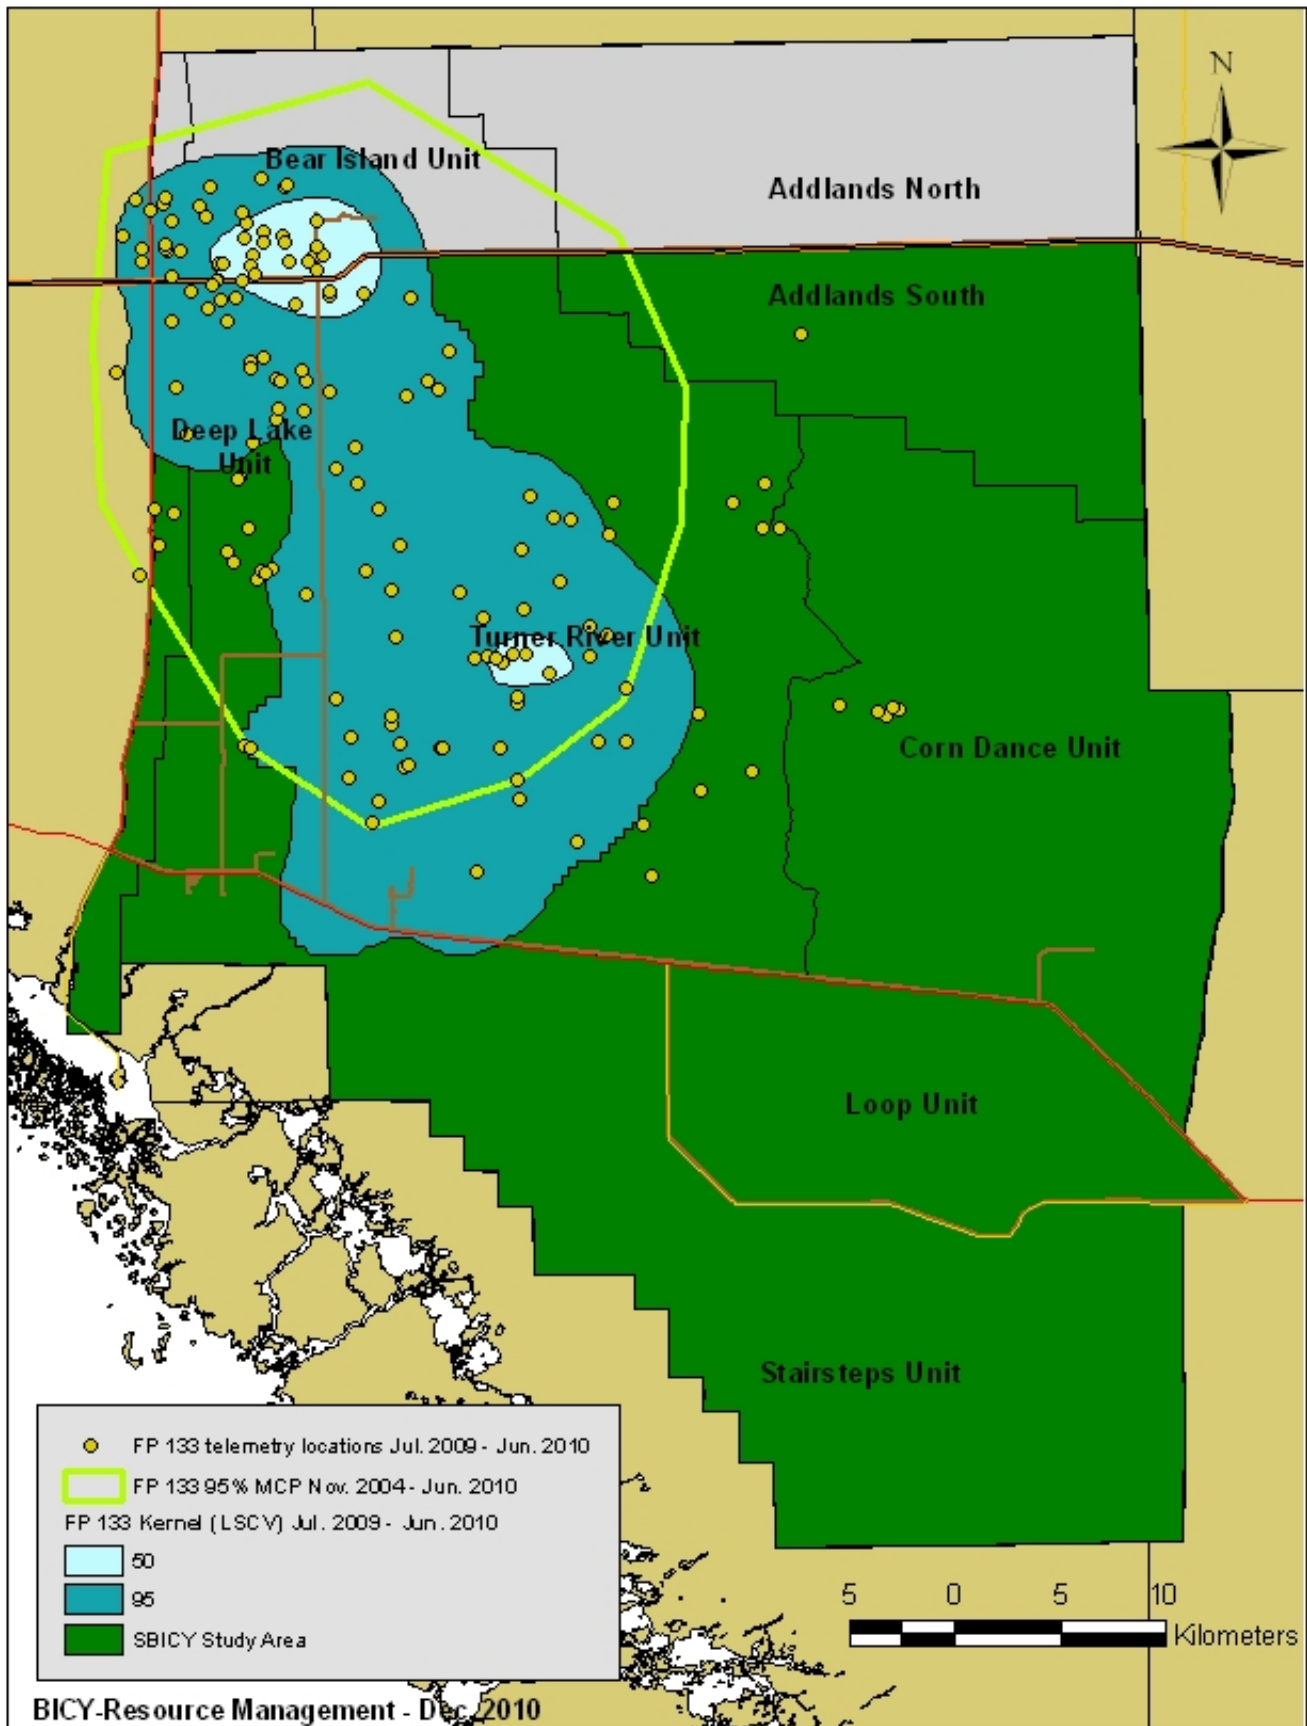 N
Bear Island Unit
Addlands North
Addlands South
Deep Lake
Unit
Turner River Unit
Corn Dance Unit
Loop Unit
Stairsteps Unit
FP 133 telemetry locations Jul. 2009 - Jun. 2010
FP 133 95% MCP Nov. 2004 - Jun. 2010
FP 133 Kernel (LSCV) Jul. 2009 - Jun. 2010
50
95
SBICY Study Area
5 0 5 10
Kilometers
BICY-Resource Management - Dec. 2010